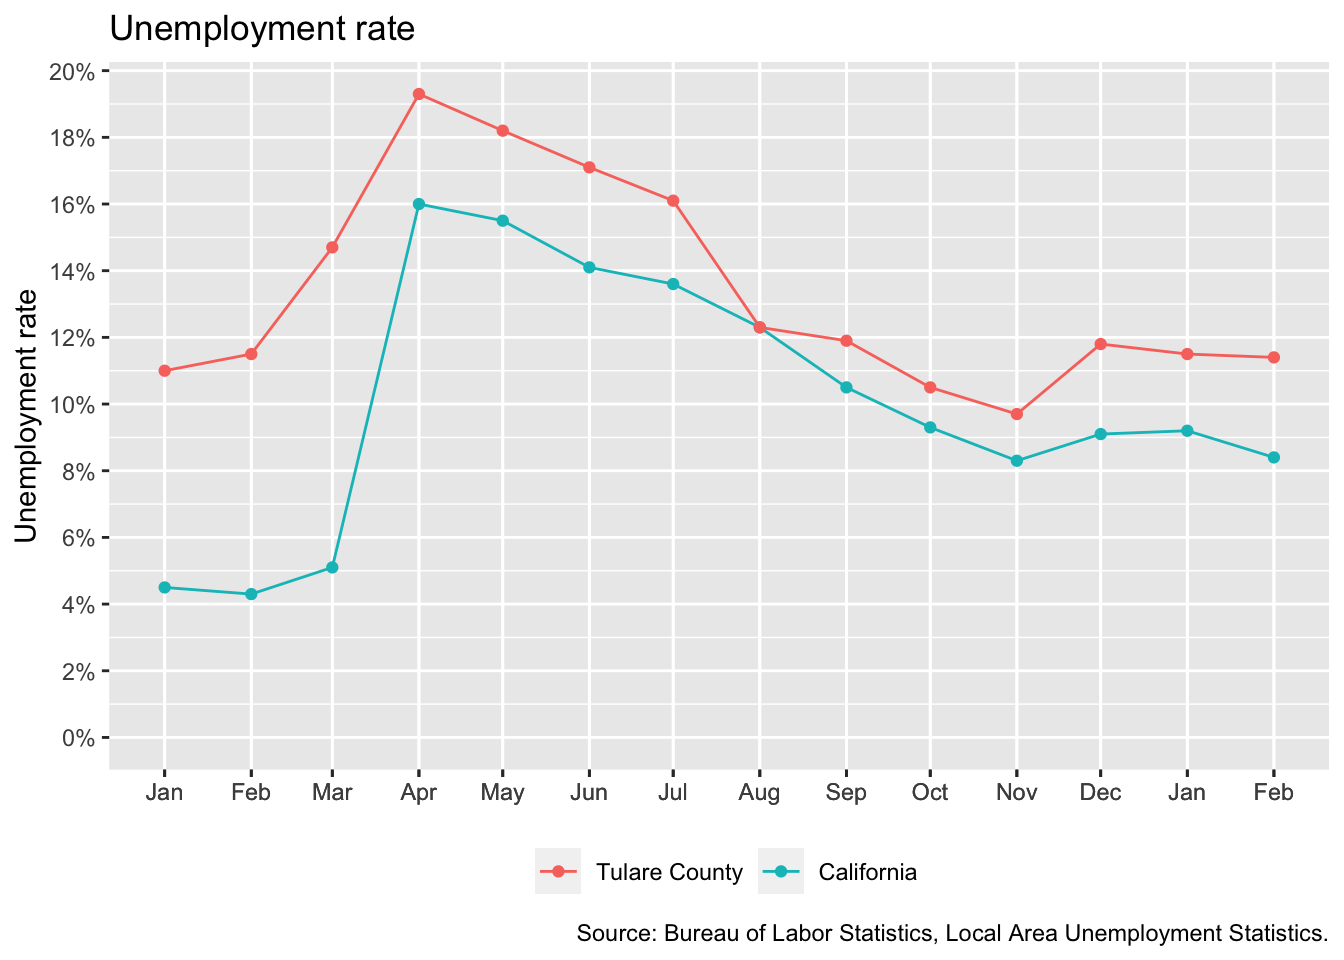 Unemployment rate
Unemployment rate
20%
18%
16%
14%
12%
10%
8%
6%
4%
2%
0%
Jan Feb Mar Apr May Jun Jul Aug Sep Oct Nov Dec Jan Feb
Tulare County California
Source: Bureau of Labor Statistics, Local Area Unemployment Statistics.